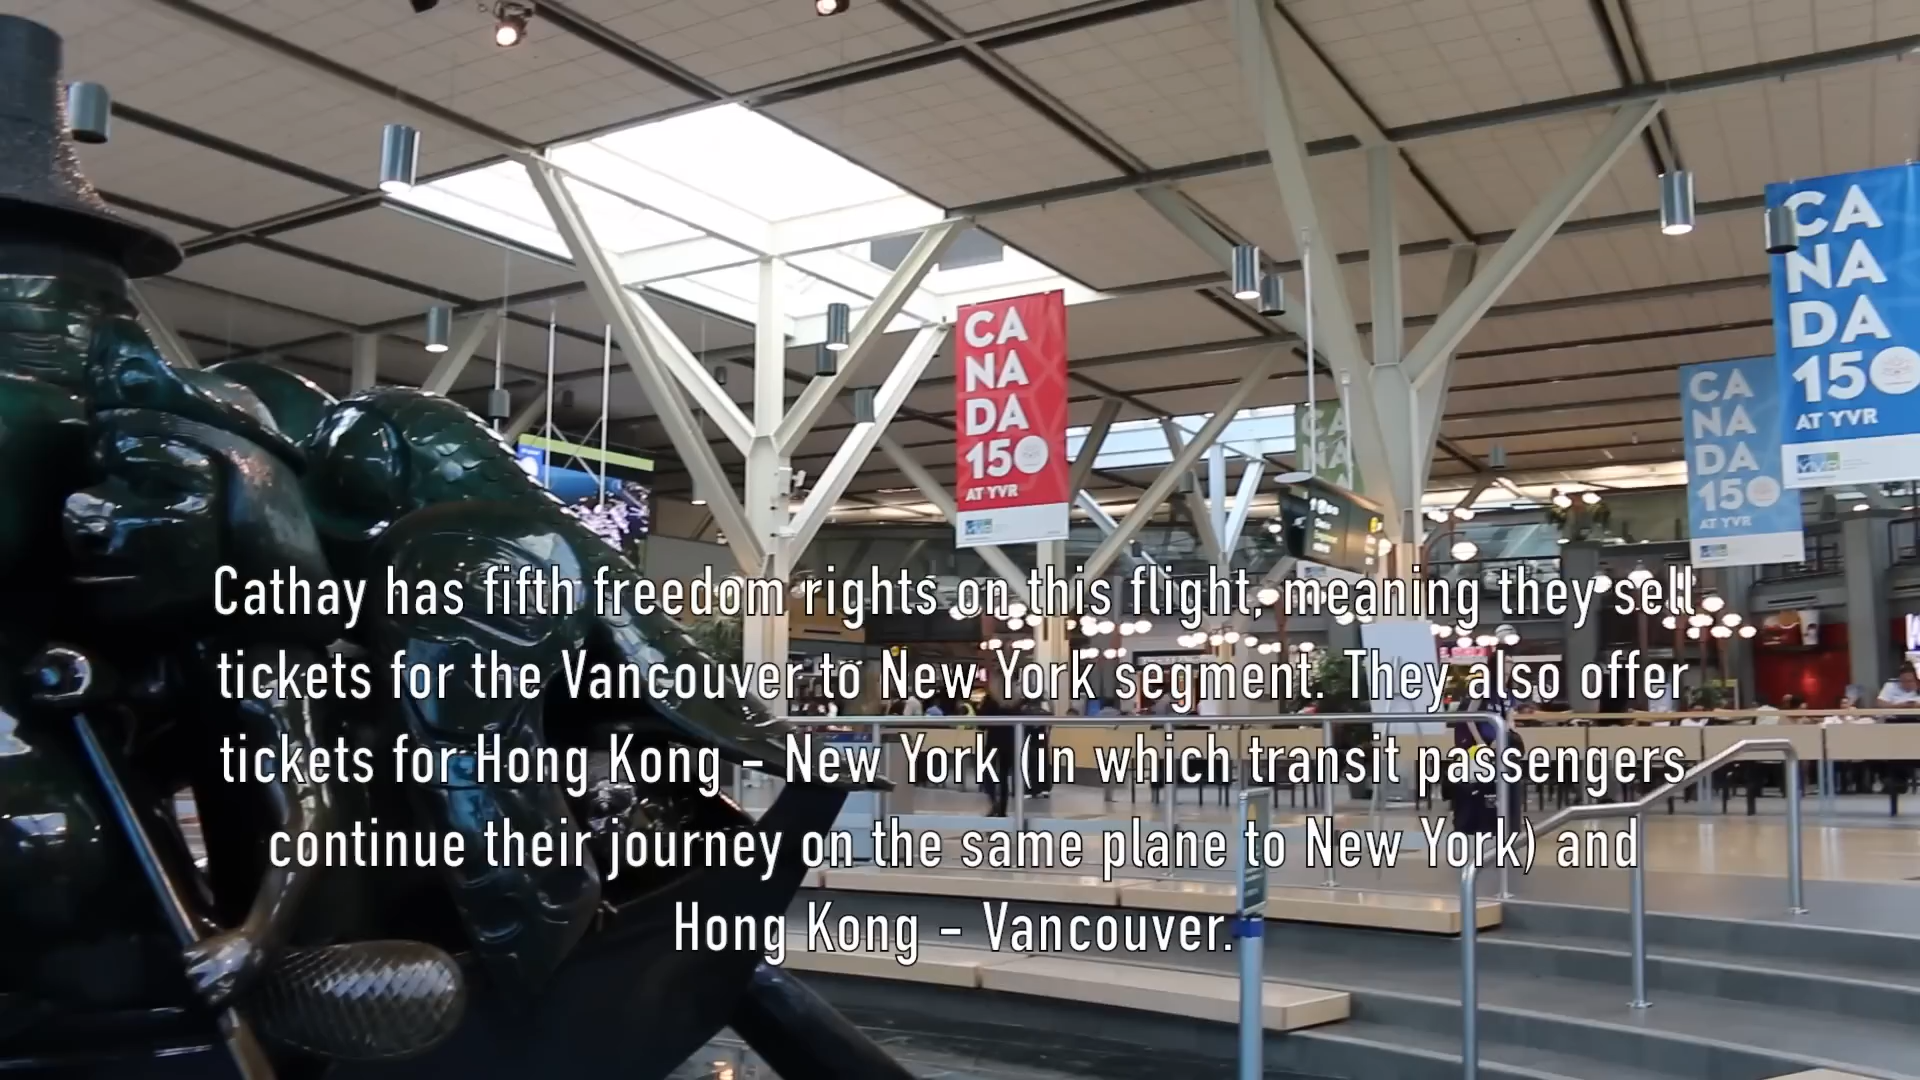 CA
NA
DA
150
AT YVR
CA
NA
DA
150
AT YVR
CA
NA
DA
150
AT YVR
CA
NA
Cathay has fifth freedom rights on this flight, meaning they sell
tickets for the Vancouver to New York segment. They also offer
tickets for Hong Kong – New York (in which transit passengers
continue their journey on the same plane to New York) and
Hong Kong – Vancouver.